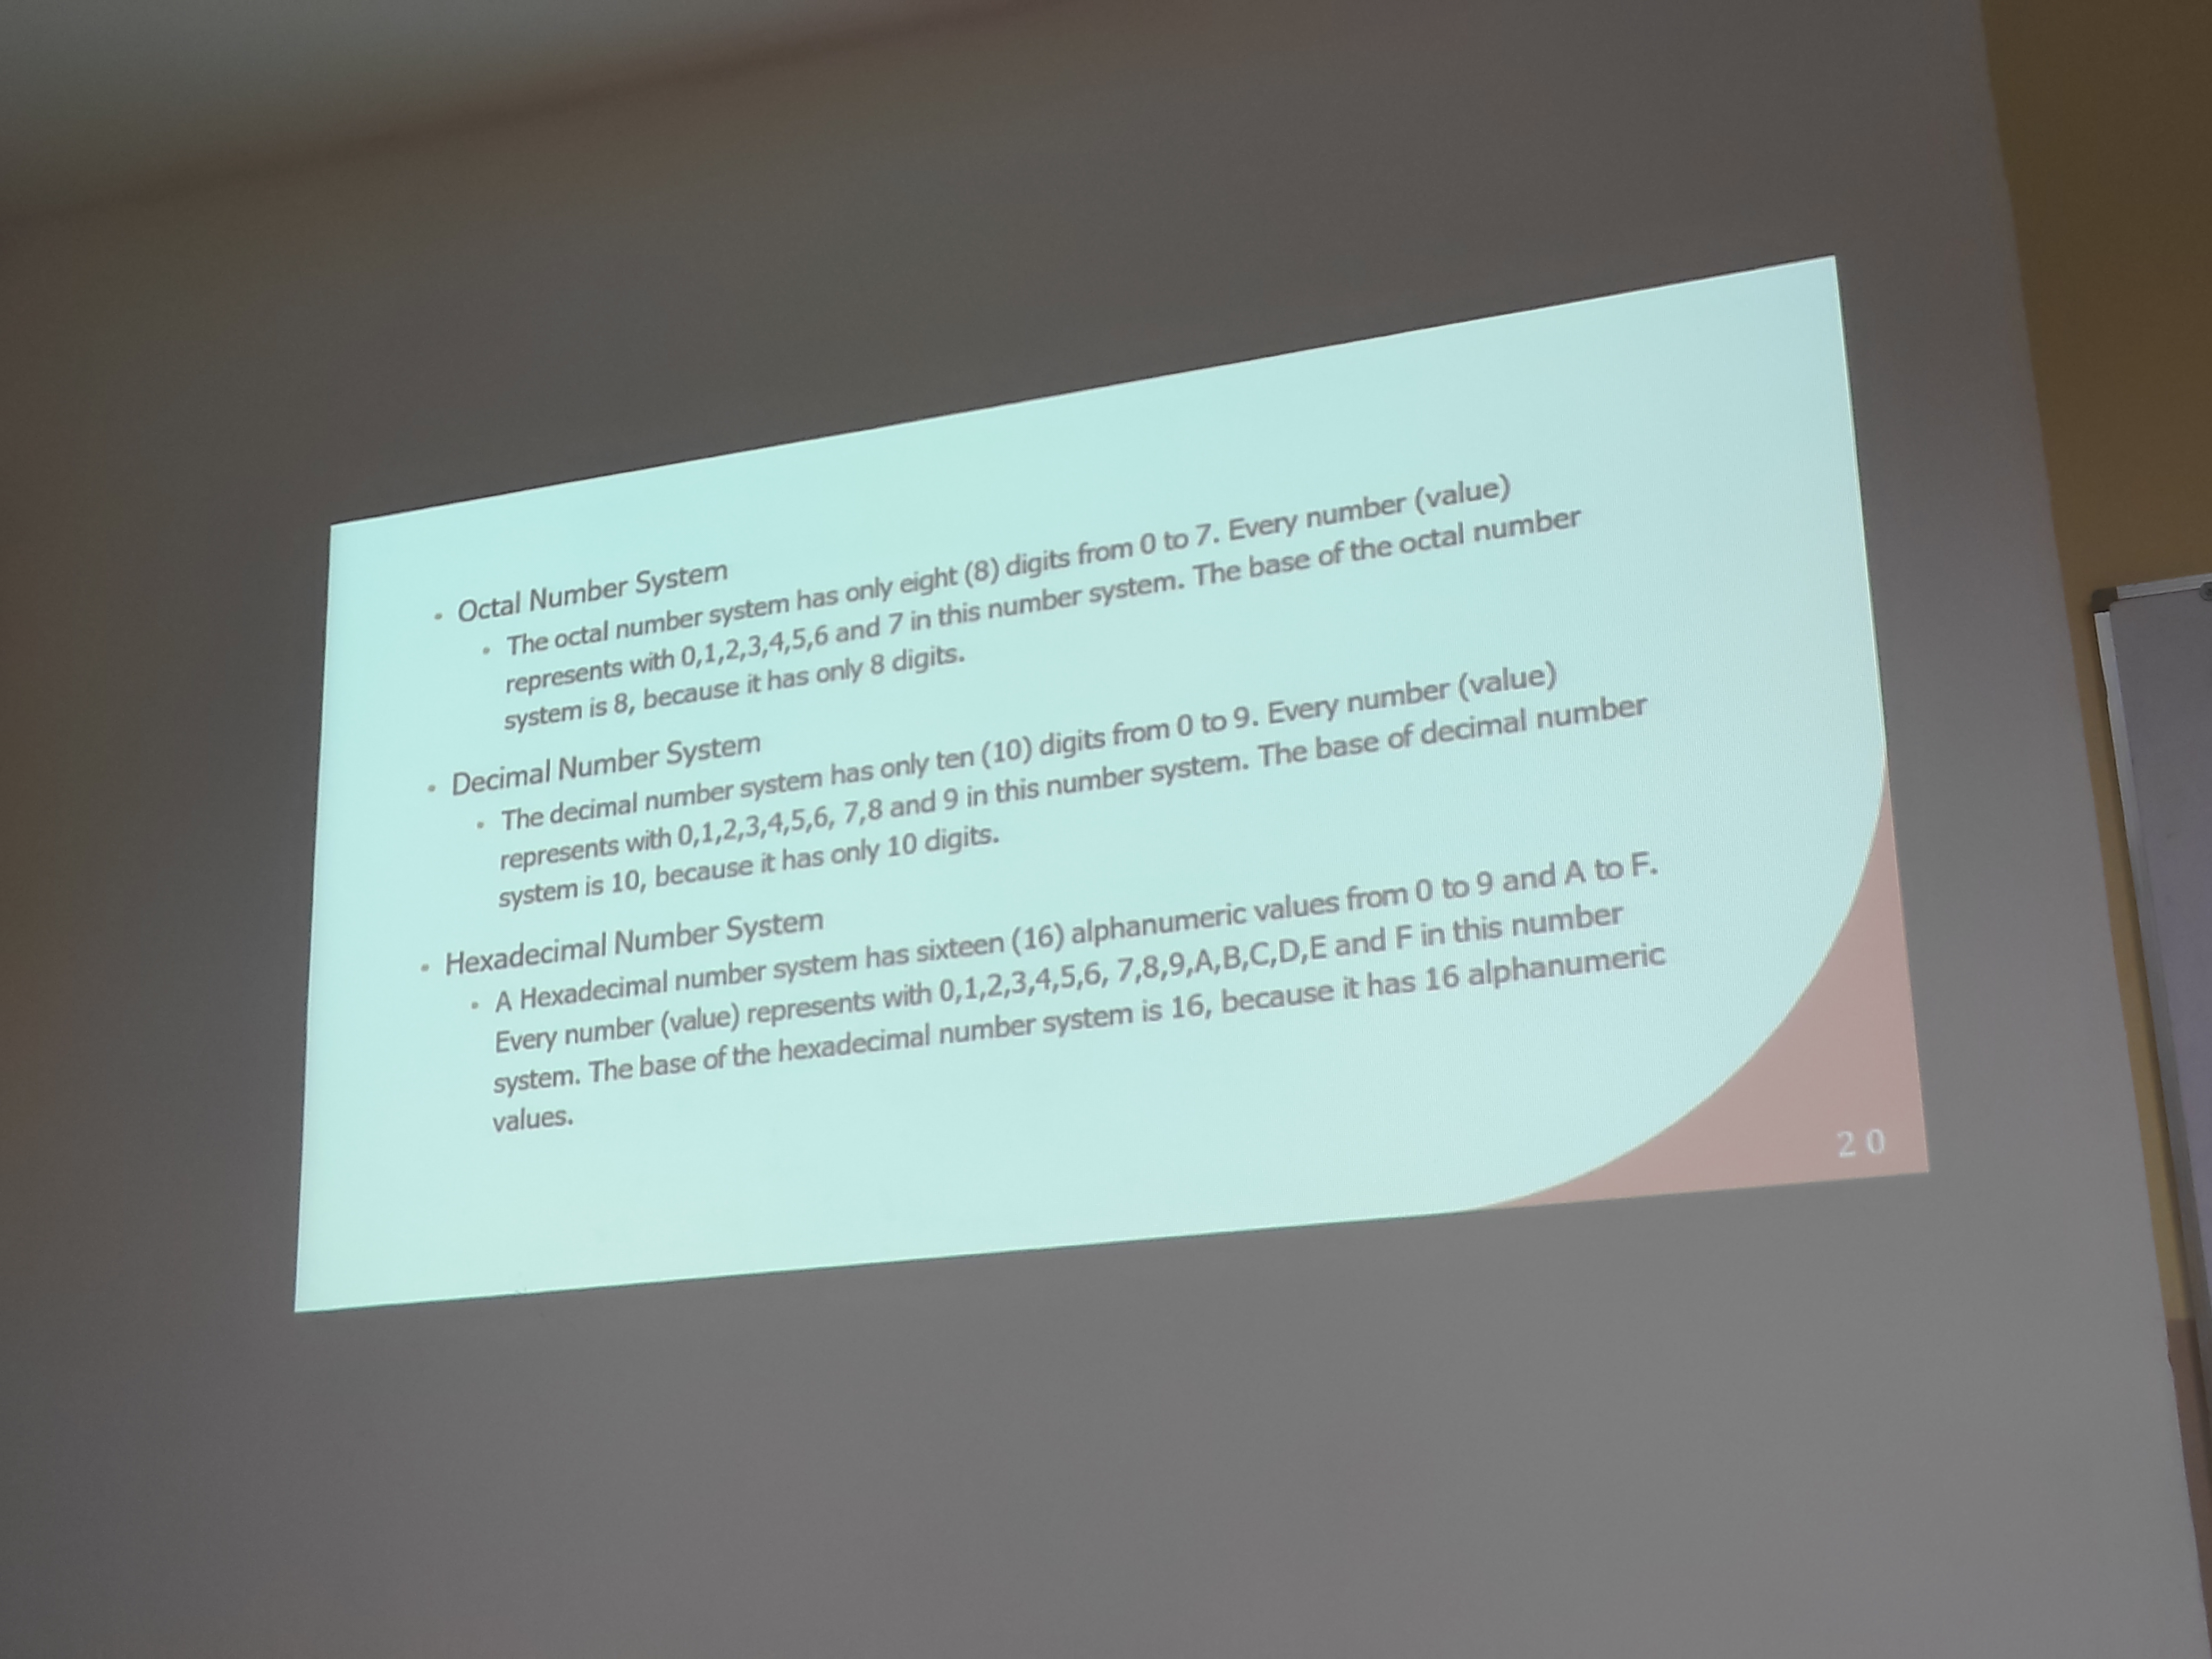 • Octal Number System
• The octal number system has only eight (8) digits from 0 to 7. Every number (value)
represents with 0,1,2,3,4,5,6 and 7 in this number system. The base of the octal number
system is 8, because it has only 8 digits.
• Decimal Number System
• The decimal number system has only ten (10) digits from 0 to 9. Every number (value)
represents with 0,1,2,3,4,5,6, 7,8 and 9 in this number system. The base of decimal number
system is 10, because it has only 10 digits.
• Hexadecimal Number System
• A Hexadecimal number system has sixteen (16) alphanumeric values from 0 to 9 and A to F.
Every number (value) represents with 0,1,2,3,4,5,6, 7,8,9,A,B,C,D,E and F in this number
system. The base of the hexadecimal number system is 16, because it has 16 alphanumeric
values.
20